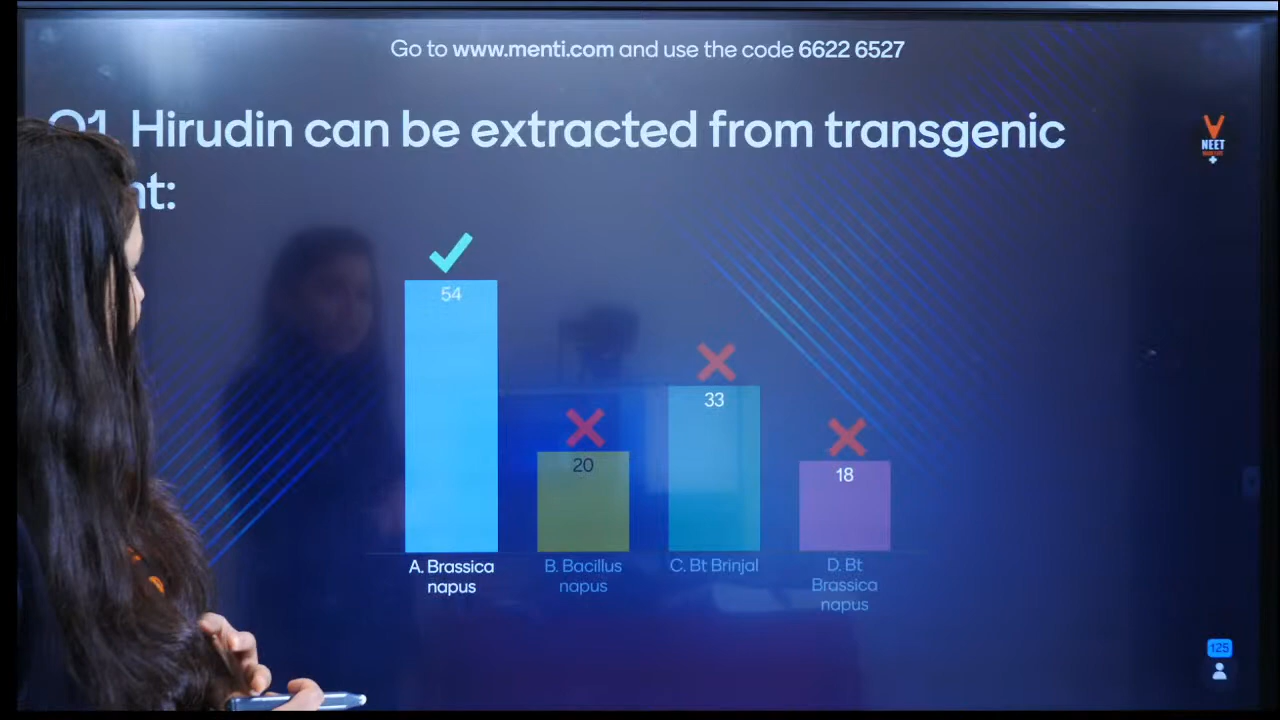 Go to www.menti.com and use the code 6622 6527
Q1. Hirudin can be extracted from transgenic
nt:
NEET
54
20
33
18
A. Brassica
napus
B. Bacillus
napus
C. Bt Brinjal
D. Bt
Brassica
napus
125